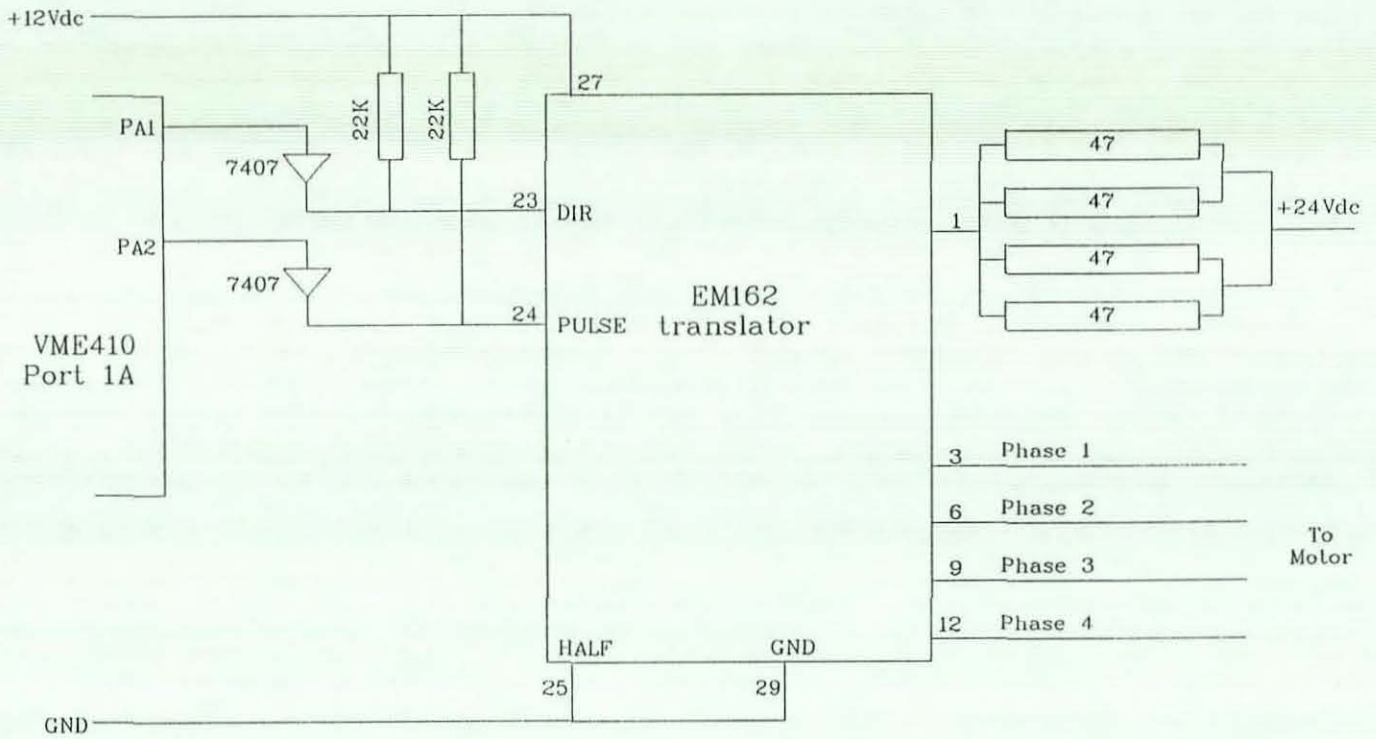 +12Vdc
27
22K
22K
PA1
7407
23
DIR
PA2
7407
24
PULSE
EM162
translator
VME410
Port 1A
47
47
47
47
1
+24Vdc
3
Phase 1
6
Phase 2
9
Phase 3
12
Phase 4
To
Motor
HALF
GND
25
29
GND